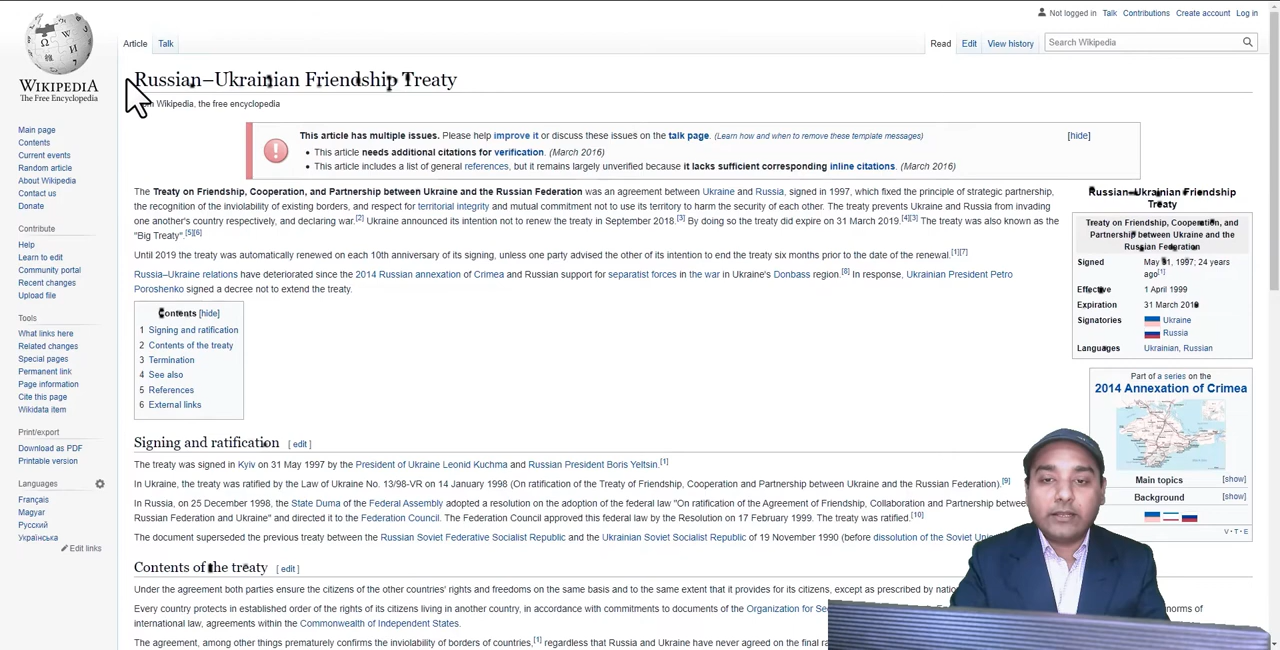 Not logged in Talk Contributions Create account Log in
Article Talk
Read Edit View history Search Wikipedia
WIKIPEDIA
The Free Encyclopedia
Russian–Ukrainian Friendship Treaty
Wikipedia, the free encyclopedia
This article has multiple issues. Please help improve it or discuss these issues on the talk page. (Learn how and when to remove these template messages)
[hide]
• This article needs additional citations for verification. (March 2016)
• This article includes a list of general references, but it remains largely unverified because it lacks sufficient corresponding inline citations. (March 2016)
The Treaty on Friendship, Cooperation, and Partnership between Ukraine and the Russian Federation was an agreement between Ukraine and Russia, signed in 1997, which fixed the principle of strategic partnership,
the recognition of the inviolability of existing borders, and respect for territorial integrity and mutual commitment not to use its territory to harm the security of each other. The treaty prevents Ukraine and Russia from invading
one another's country respectively, and declaring war.[2] Ukraine announced its intention not to renew the treaty in September 2018.[3] By doing so the treaty did expire on 31 March 2019.[4][3] The treaty was also known as the
"Big Treaty".[5][6]
Until 2019 the treaty was automatically renewed on each 10th anniversary of its signing, unless one party advised the other of its intention to end the treaty six months prior to the date of the renewal.[1][7]
Russia–Ukraine relations have deteriorated since the 2014 Russian annexation of Crimea and Russian support for separatist forces in the war in Ukraine's Donbass region.[8] In response, Ukrainian President Petro
Poroshenko signed a decree not to extend the treaty.
Contents [hide]
1 Signing and ratification
2 Contents of the treaty
3 Termination
4 See also
5 References
6 External links
Signing and ratification [ edit ]
The treaty was signed in Kyiv on 31 May 1997 by the President of Ukraine Leonid Kuchma and Russian President Boris Yeltsin.[1]
In Ukraine, the treaty was ratified by the Law of Ukraine No. 13/98-VR on 14 January 1998 (On ratification of the Treaty of Friendship, Cooperation and Partnership between Ukraine and the Russian Federation).[9]
In Russia, on 25 December 1998, the State Duma of the Federal Assembly adopted a resolution on the adoption of the federal law "On ratification of the Agreement of Friendship, Collaboration and Partnership between
Russian Federation and Ukraine" and directed it to the Federation Council. The Federation Council approved this federal law by the Resolution on 17 February 1999. The treaty was ratified.[10]
The document superseded the previous treaty between the Russian Soviet Federative Socialist Republic and the Ukrainian Soviet Socialist Republic of 19 November 1990 (before dissolution of the Soviet
Contents of the treaty [ edit ]
Under the agreement both parties ensure the citizens of the other countries' rights and freedoms on the same basis and to the same extent that it provides for its citizens, except as prescribed by
Every country protects in established order of the rights of its citizens living in another country, in accordance with commitments to documents of the Organization for norms of
international law, agreements within the Commonwealth of Independent States.
The agreement, among other things prematurely confirms the inviolability of borders of countries,[1] regardless that Russia and Ukraine have never agreed on the final
Russian–Ukrainian Friendship
Treaty
Treaty on Friendship, Cooperation, and
Partnership between Ukraine and the
Russian Federation
Signed May 31, 1997; 24 years
ago[1]
Effective 1 April 1999
Expiration 31 March 2019
Signatories Ukraine
Russia
Languages Ukrainian, Russian
Part of a series on the
2014 Annexation of Crimea
Main topics [show]
Background [show]
V · T · E
Main page
Contents
Current events
Random article
About Wikipedia
Contact us
Donate
Contribute
Help
Learn to edit
Community portal
Recent changes
Upload file
Tools
What links here
Related changes
Special pages
Permanent link
Page information
Cite this page
Wikidata item
Print/export
Download as PDF
Printable version
Languages
Français
Magyar
Русский
Українська
Edit links